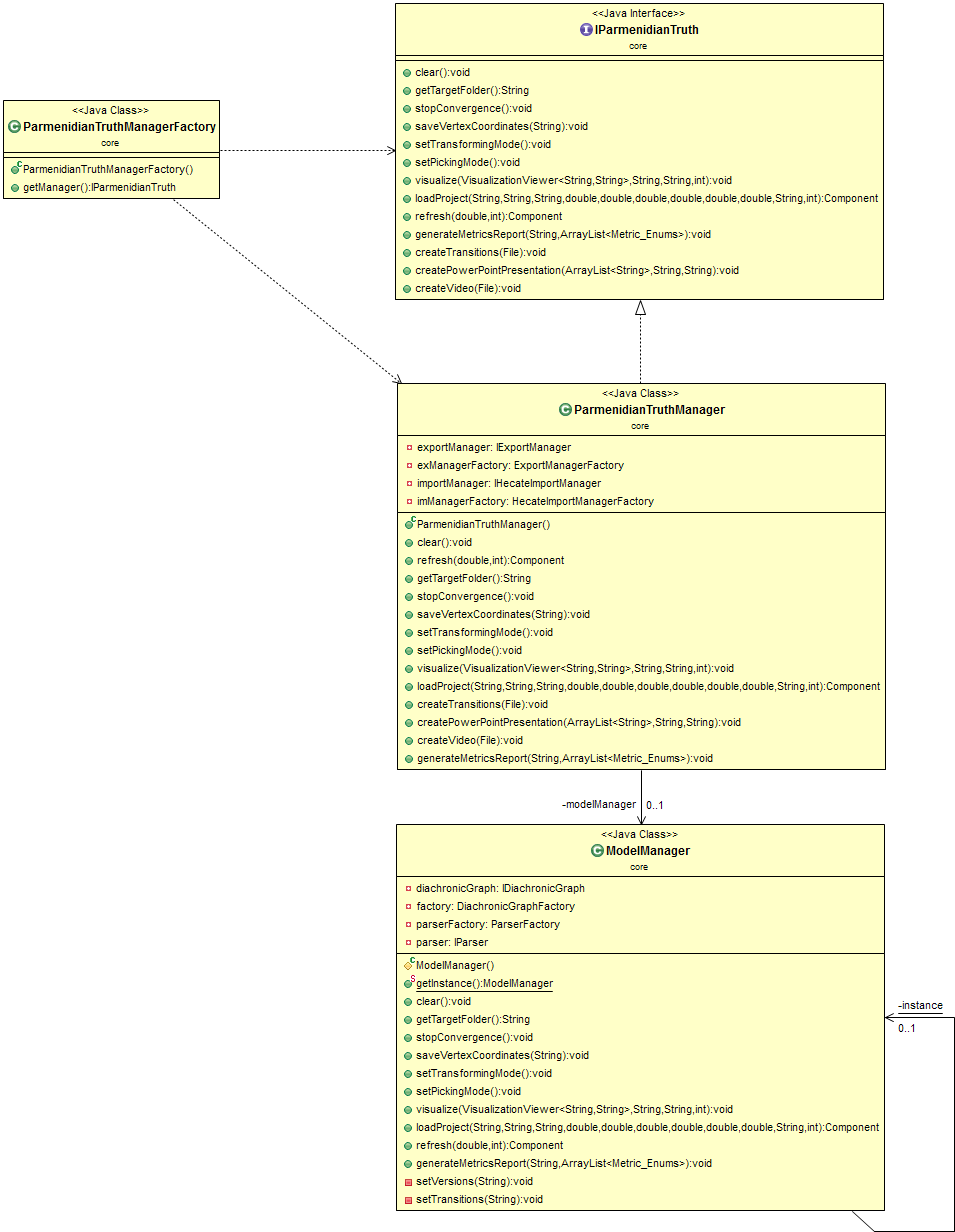 <<Java Interface>>
IParmenidianTruth
core
clear():void
getTargetFolder():String
stopConvergence():void
saveVertexCoordinates(String):void
setTransformingMode():void
setPickingMode():void
visualize(VisualizationViewer<String,String>,String,String,int):void
loadProject(String,String,String,double,double,double,double,double,double,String,int):Component
refresh(double,int):Component
generateMetricsReport(String,ArrayList<Metric_Enums>):void
createTransitions(File):void
createPowerPointPresentation(ArrayList<String>,String,String):void
createVideo(File):void
<<Java Class>>
ParmenidianTruthManagerFactory
core
ParmenidianTruthManagerFactory()
getManager():IParmenidianTruth
<<Java Class>>
ParmenidianTruthManager
core
exportManager: IExportManager
exManagerFactory: ExportManagerFactory
importManager: IHecateImportManager
imManagerFactory: HecateImportManagerFactory
ParmenidianTruthManager()
clear():void
refresh(double,int):Component
getTargetFolder():String
stopConvergence():void
saveVertexCoordinates(String):void
setTransformingMode():void
setPickingMode():void
visualize(VisualizationViewer<String,String>,String,String,int):void
loadProject(String,String,String,double,double,double,double,double,double,String,int):Component
createTransitions(File):void
createPowerPointPresentation(ArrayList<String>,String,String):void
createVideo(File):void
generateMetricsReport(String,ArrayList<Metric_Enums>):void
-modelManager 0..1
<<Java Class>>
ModelManager
core
diachronicGraph: IDiachronicGraph
factory: DiachronicGraphFactory
parserFactory: ParserFactory
parser: IParser
ModelManager()
getInstance():ModelManager
clear():void
getTargetFolder():String
stopConvergence():void
saveVertexCoordinates(String):void
setTransformingMode():void
setPickingMode():void
visualize(VisualizationViewer<String,String>,String,String,int):void
loadProject(String,String,String,double,double,double,double,double,double,String,int):Component
refresh(double,int):Component
generateMetricsReport(String,ArrayList<Metric_Enums>):void
setVersions(String):void
setTransitions(String):void
-instance
0..1